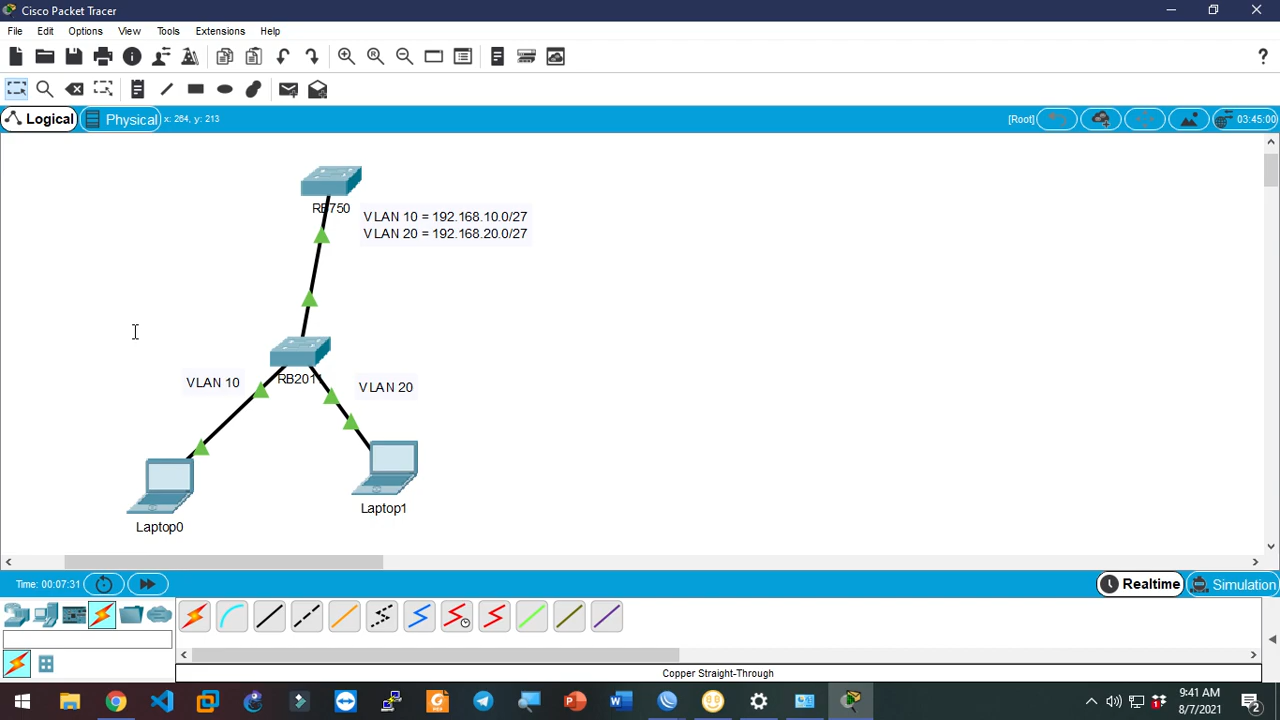 Cisco Packet Tracer
File Edit Options View Tools Extensions Help
?
Logical Physical x: 264, y: 213 [Root] 03:45:00
RB750
VLAN 10 = 192.168.10.0/27
VLAN 20 = 192.168.20.0/27
RB2011
VLAN 10
VLAN 20
Laptop0
Laptop1
Time: 00:07:31 Realtime Simulation
Copper Straight-Through
9:41 AM
8/7/2021
2